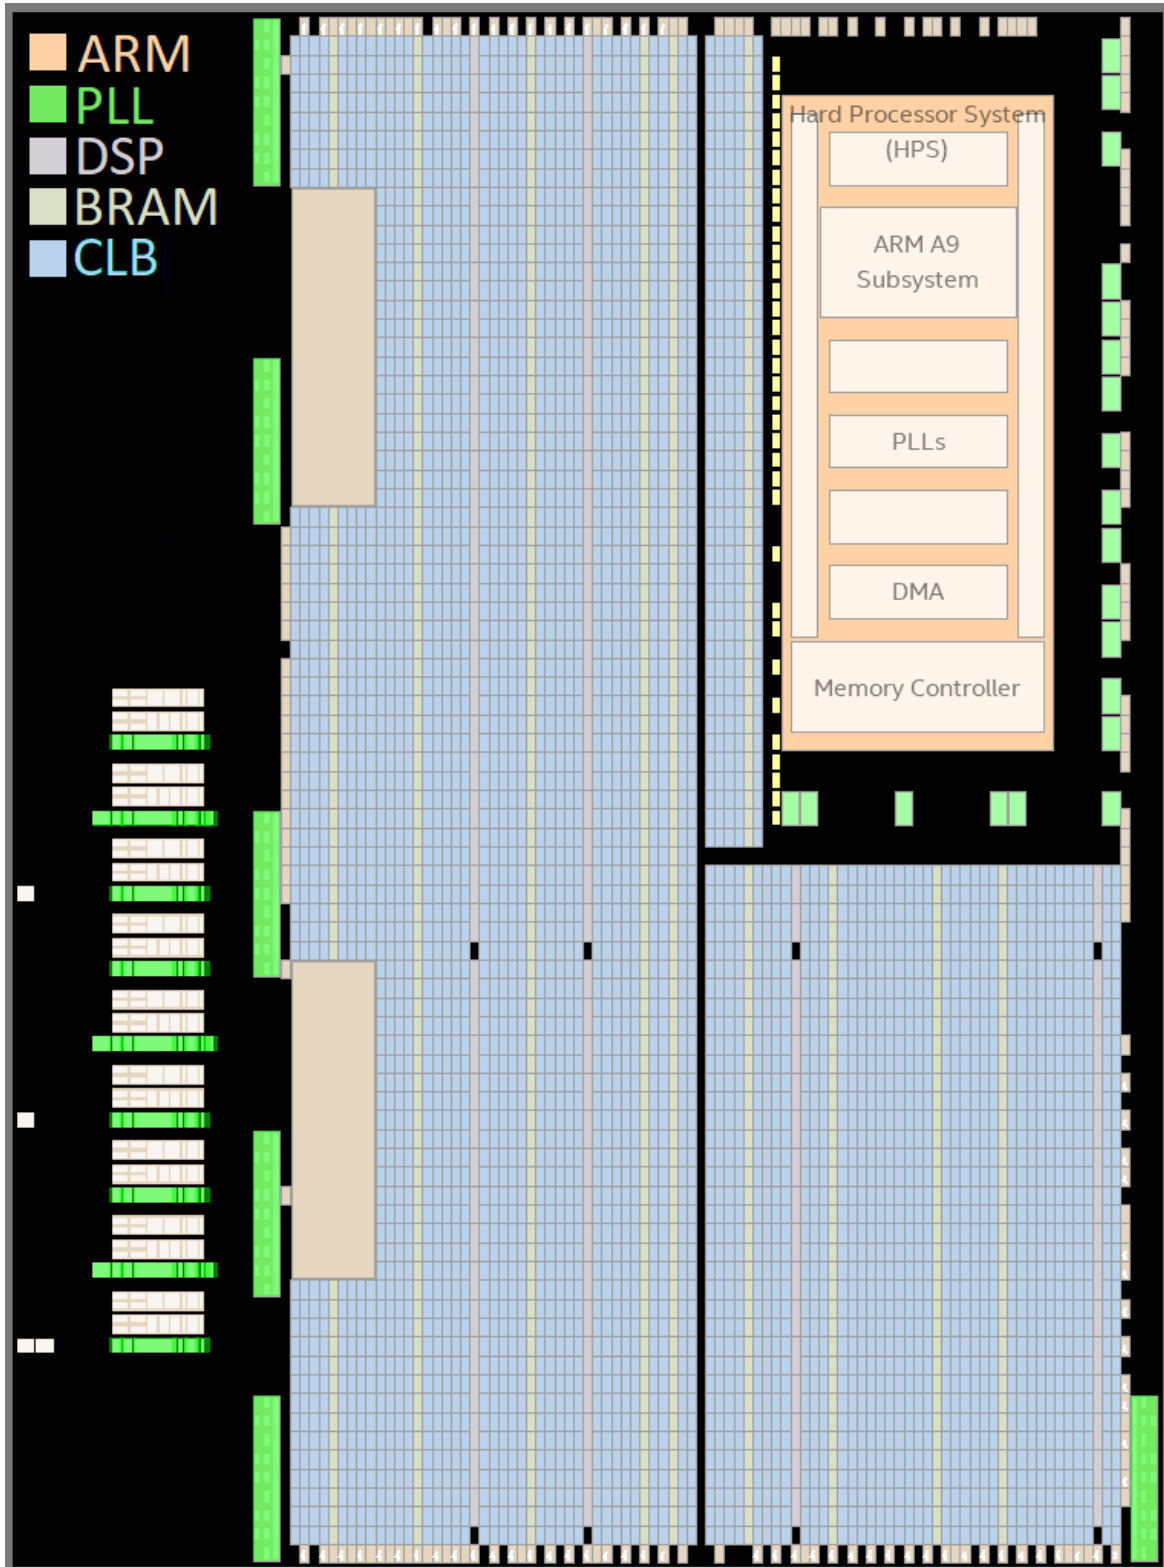 ARM
PLL
DSP
BRAM
CLB
Hard Processor System
(HPS)
ARM A9
Subsystem
PLLs
DMA
Memory Controller